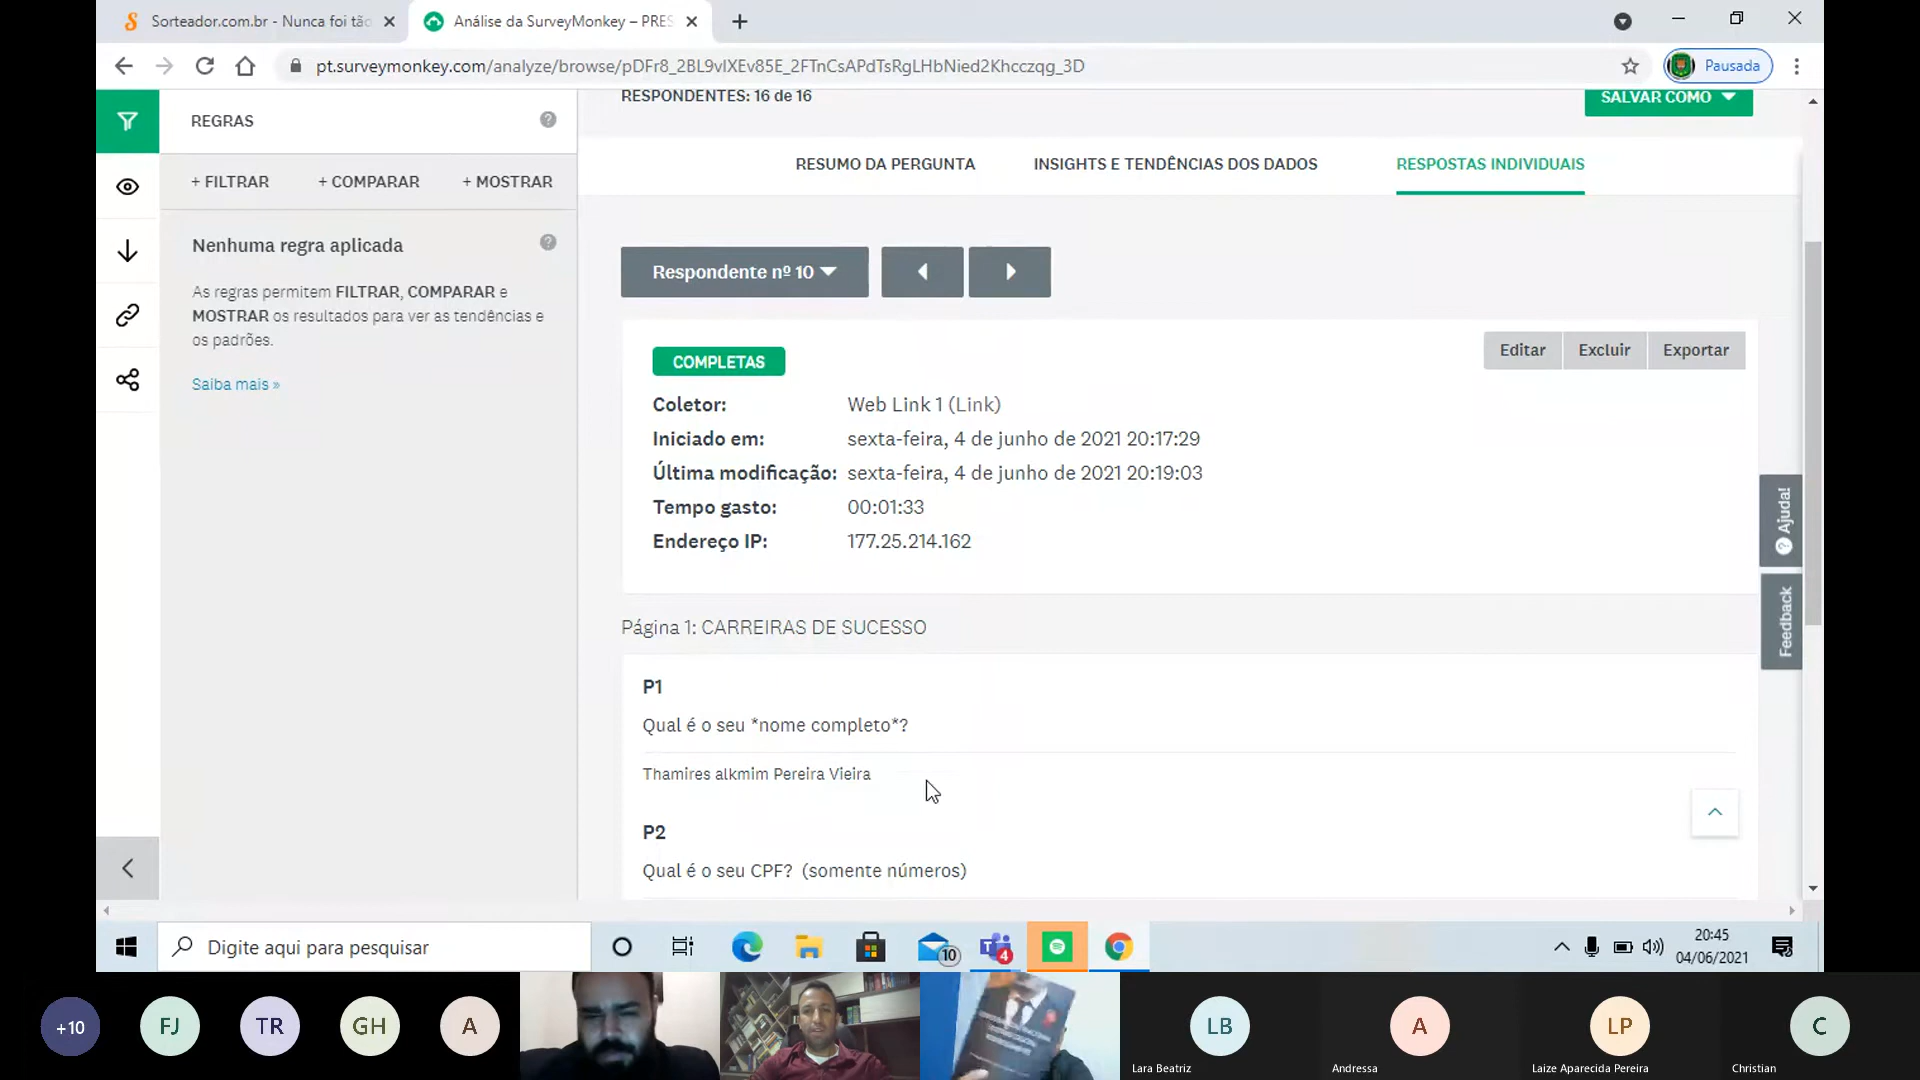 Sorteador.com.br - Nunca foi tão
Análise da SurveyMonkey – PRES
pt.surveymonkey.com/analyze/browse/pDFr8_2BL9vIXEv85E_2FTnCsAPdTsRgLHbNied2Khcczqg_3D
Pausada
RESPONDENTES: 16 de 16
SALVAR COMO
REGRAS
+ FILTRAR
+ COMPARAR
+ MOSTRAR
Nenhuma regra aplicada
As regras permitem FILTRAR, COMPARAR e
MOSTRAR os resultados para ver as tendências e
os padrões.
Saiba mais »
RESUMO DA PERGUNTA
INSIGHTS E TENDÊNCIAS DOS DADOS
RESPOSTAS INDIVIDUAIS
Respondente nº 10
COMPLETAS
Editar
Excluir
Exportar
Coletor: Web Link 1 (Link)
Iniciado em: sexta-feira, 4 de junho de 2021 20:17:29
Última modificação: sexta-feira, 4 de junho de 2021 20:19:03
Tempo gasto: 00:01:33
Endereço IP: 177.25.214.162
Ajuda!
Feedback
Página 1: CARREIRAS DE SUCESSO
P1
Qual é o seu *nome completo*?
Thamires alkmim Pereira Vieira
P2
Qual é o seu CPF? (somente números)
Digite aqui para pesquisar
10
4
20:45
04/06/2021
+10
FJ
TR
GH
A
LB
Lara Beatriz
A
Andressa
LP
Laize Aparecida Pereira
C
Christian